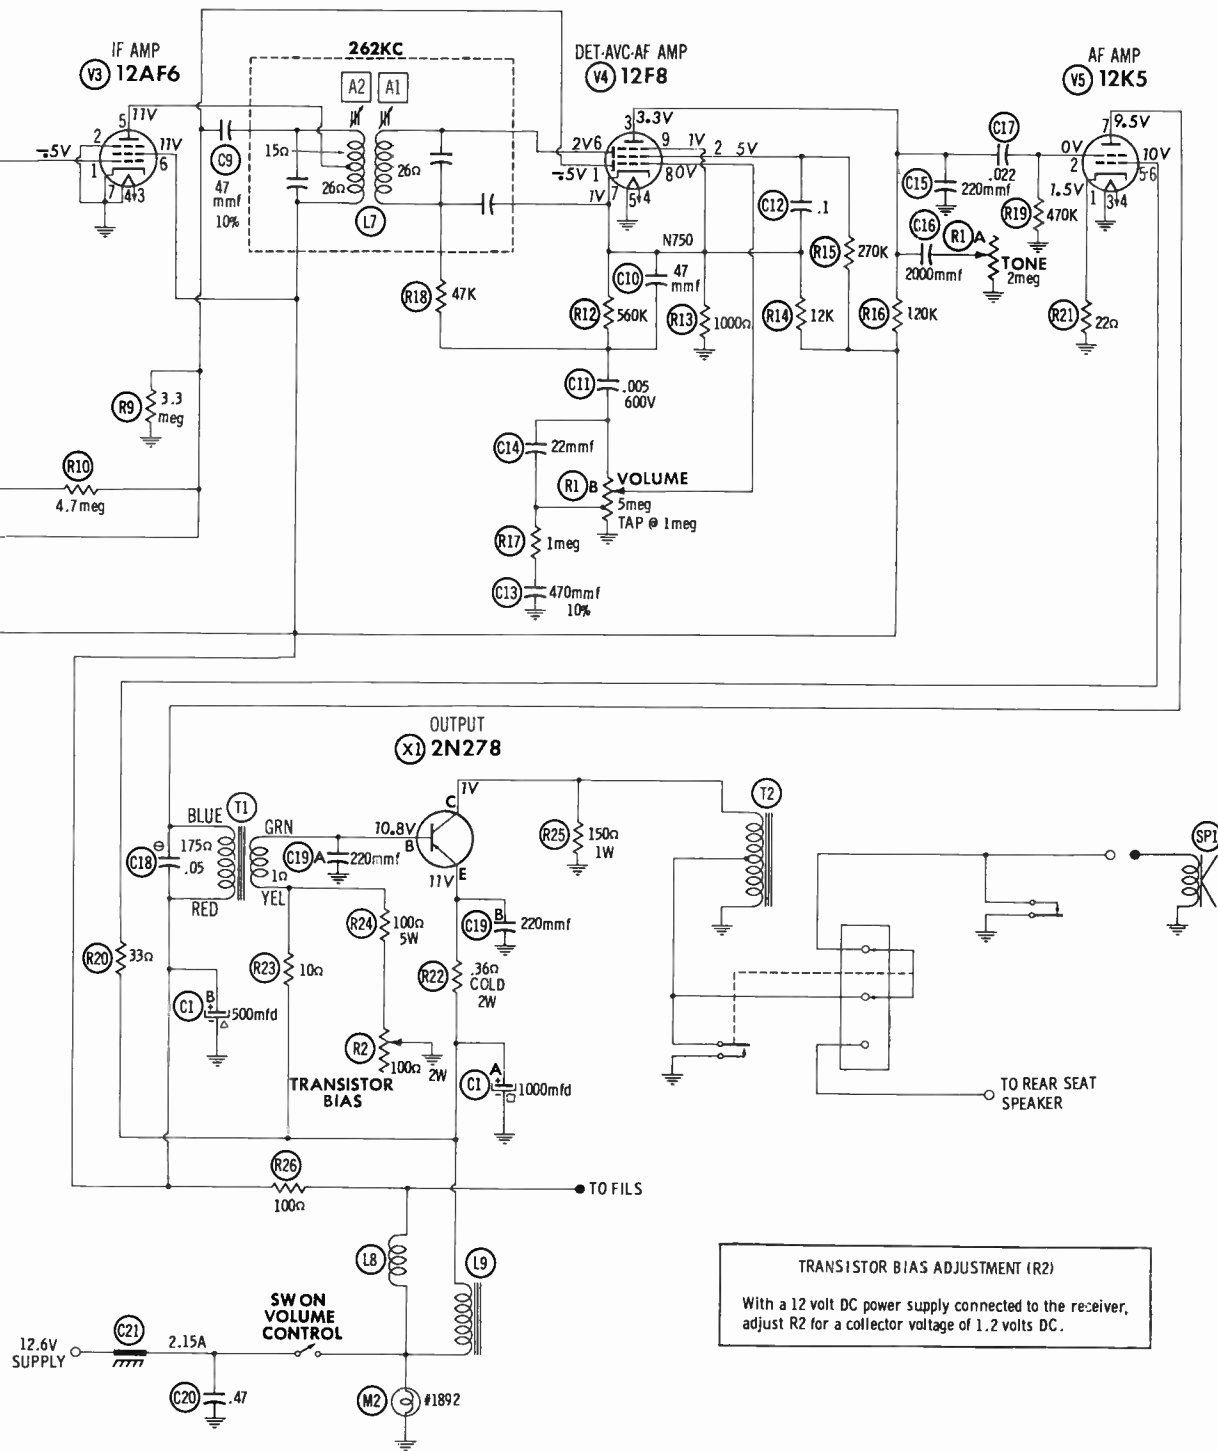 IF AMP
V3 12AF6
262KC
DET-AVC-AF AMP
V4 12F8
AF AMP
V5 12K5
A2
A1
5
11V
2
-.5V
1
11V
6
7
4
3
C9
47
mmf
10%
15Ω
26Ω
26Ω
L7
3
3.3V
2V
6
-.5V
1
1V
7
5
4
9
1V
2
5V
8
0V
C17
.022
7
9.5V
0V
2
10V
5-6
1.5V
1
3
4
C15
220mmf
R19
470K
C12
.1
N750
C10
47
mmf
R18
47K
R12
560K
R13
1000Ω
R15
270K
R14
12K
C16
2000mmf
R1 A
TONE
2meg
R16
120K
R21
22Ω
C11
.005
600V
R9
3.3
meg
C14
22mmf
R10
4.7meg
R1 B
VOLUME
5meg
TAP @ 1meg
R17
1meg
C13
470mmf
10%
OUTPUT
X1 2N278
1V
C
BLUE
T1
GRN
10.8V
B
11V
E
C18
175Ω
.05
RED
1Ω
YEL
C19 A
220mmf
R25
150Ω
1W
T2
SP1
R20
33Ω
R24
100Ω
5W
C19 B
220mmf
R23
10Ω
R22
.36Ω
COLD
2W
C1
B
+
-
500mfd
R2
100Ω
2W
TRANSISTOR
BIAS
C1
A
+
-
1000mfd
TO REAR SEAT
SPEAKER
R26
100Ω
TO FILS
L8
L9
SW ON
VOLUME
CONTROL
12.6V
SUPPLY
C21
2.15A
C20
.47
M2
#1892
TRANSISTOR BIAS ADJUSTMENT (R2)
With a 12 volt DC power supply connected to the receiver,
adjust R2 for a collector voltage of 1.2 volts DC.